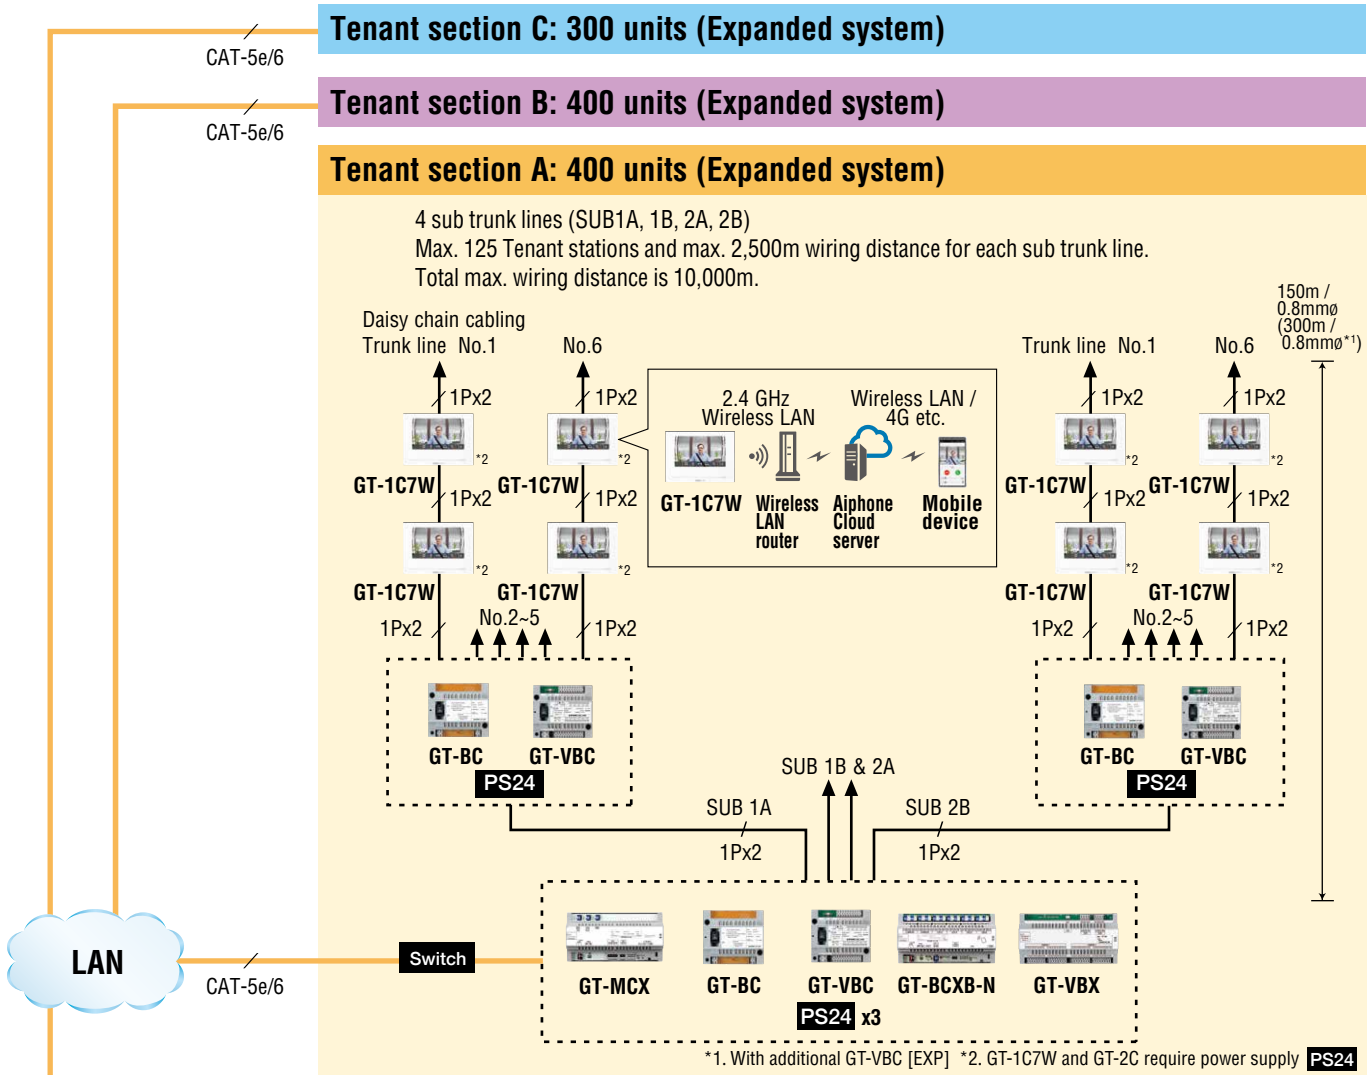 Tenant section C: 300 units (Expanded system)
CAT-5e/6
Tenant section B: 400 units (Expanded system)
CAT-5e/6
Tenant section A: 400 units (Expanded system)
4 sub trunk lines (SUB1A, 1B, 2A, 2B)
Max. 125 Tenant stations and max. 2,500m wiring distance for each sub trunk line.
Total max. wiring distance is 10,000m.
150m /
0.8mmø
(300m /
0.8mmø*1)
Daisy chain cabling
Trunk line No.1
No.6
Trunk line No.1
No.6
1Px2
1Px2
1Px2
1Px2
*2
*2
*2
*2
GT-1C7W
GT-1C7W
GT-1C7W
GT-1C7W
2.4 GHz
Wireless LAN
Wireless LAN /
4G etc.
GT-1C7W
Wireless
LAN
router
Aiphone
Cloud
server
Mobile
device
1Px2
1Px2
1Px2
1Px2
*2
*2
*2
*2
GT-1C7W
GT-1C7W
GT-1C7W
GT-1C7W
No.2~5
No.2~5
1Px2
1Px2
1Px2
1Px2
GT-BC
GT-VBC
PS24
GT-BC
GT-VBC
PS24
SUB 1B & 2A
SUB 1A
SUB 2B
1Px2
1Px2
LAN
CAT-5e/6
Switch
GT-MCX
GT-BC
GT-VBC
GT-BCXB-N
GT-VBX
PS24 x3
*1. With additional GT-VBC [EXP] *2. GT-1C7W and GT-2C require power supply PS24